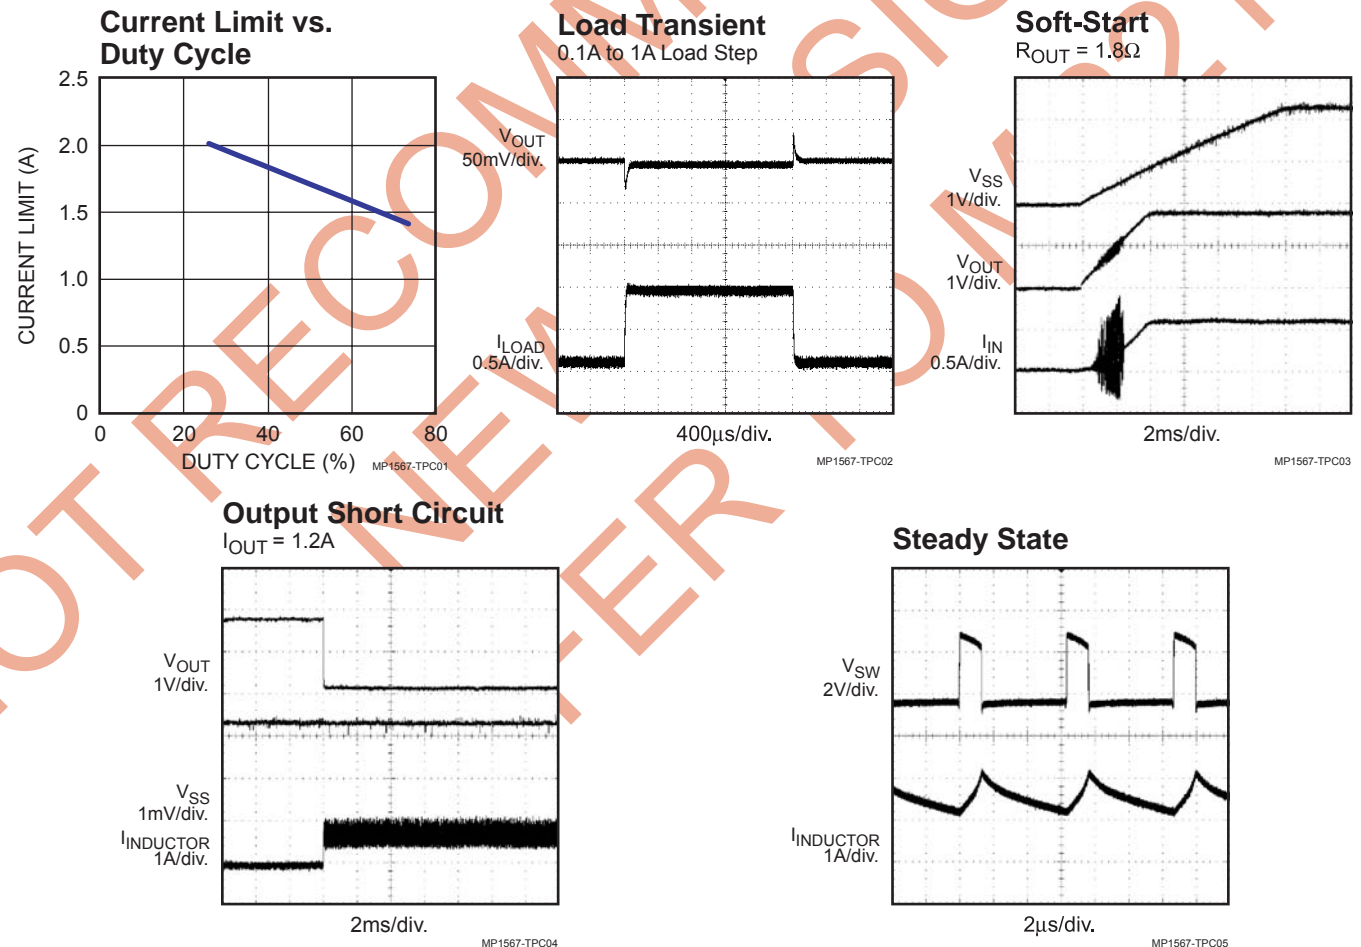 Current Limit vs.
Duty Cycle
2.5
2.0
1.5
1.0
0.5
0
CURRENT LIMIT (A)
0 20 40 60 80
DUTY CYCLE (%)
MP1567-TPC01
Load Transient
0.1A to 1A Load Step
VOUT
50mV/div.
ILOAD
0.5A/div.
400µs/div.
MP1567-TPC02
Soft-Start
ROUT = 1.8Ω
VSS
1V/div.
VOUT
1V/div.
IIN
0.5A/div.
2ms/div.
MP1567-TPC03
Output Short Circuit
IOUT = 1.2A
VOUT
1V/div.
VSS
1mV/div.
IINDUCTOR
1A/div.
2ms/div.
MP1567-TPC04
Steady State
VSW
2V/div.
IINDUCTOR
1A/div.
2µs/div.
MP1567-TPC05